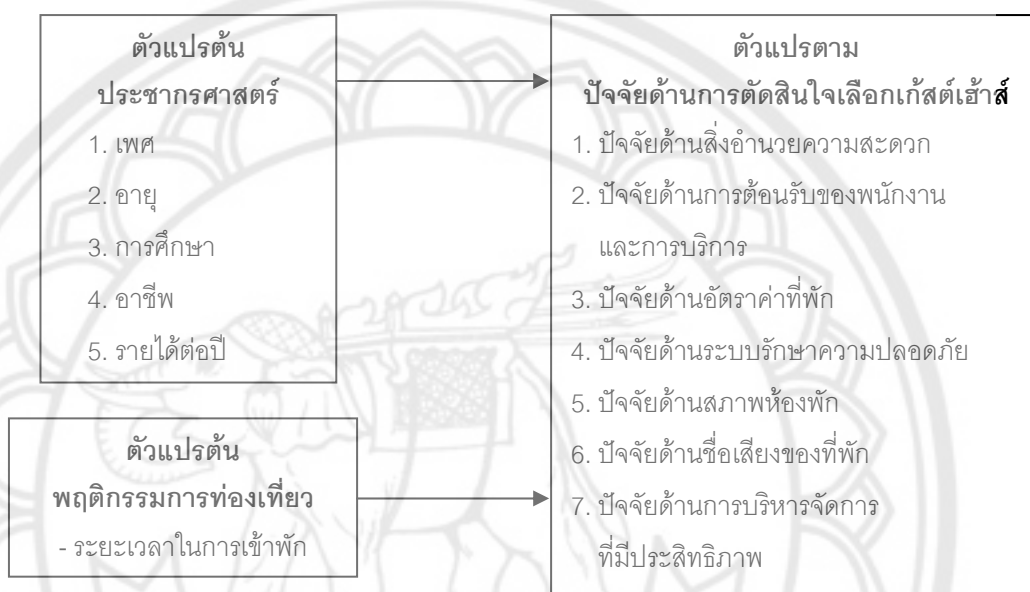 ตัวแปรต้น
ประชากรศาสตร์
1. เพศ
2. อายุ
3. การศึกษา
4. อาชีพ
5. รายได้ต่อปี
ตัวแปรต้น
พฤติกรรมการท่องเที่ยว
- ระยะเวลาในการเข้าพัก
ตัวแปรตาม
ปัจจัยด้านการตัดสินใจเลือกเก้สต์เฮ้าส์
1. ปัจจัยด้านสิ่งอำนวยความสะดวก
2. ปัจจัยด้านการต้อนรับของพนักงาน
และการบริการ
3. ปัจจัยด้านอัตราค่าที่พัก
4. ปัจจัยด้านระบบรักษาความปลอดภัย
5. ปัจจัยด้านสภาพห้องพัก
6. ปัจจัยด้านชื่อเสียงของที่พัก
7. ปัจจัยด้านการบริหารจัดการ
ที่มีประสิทธิภาพ